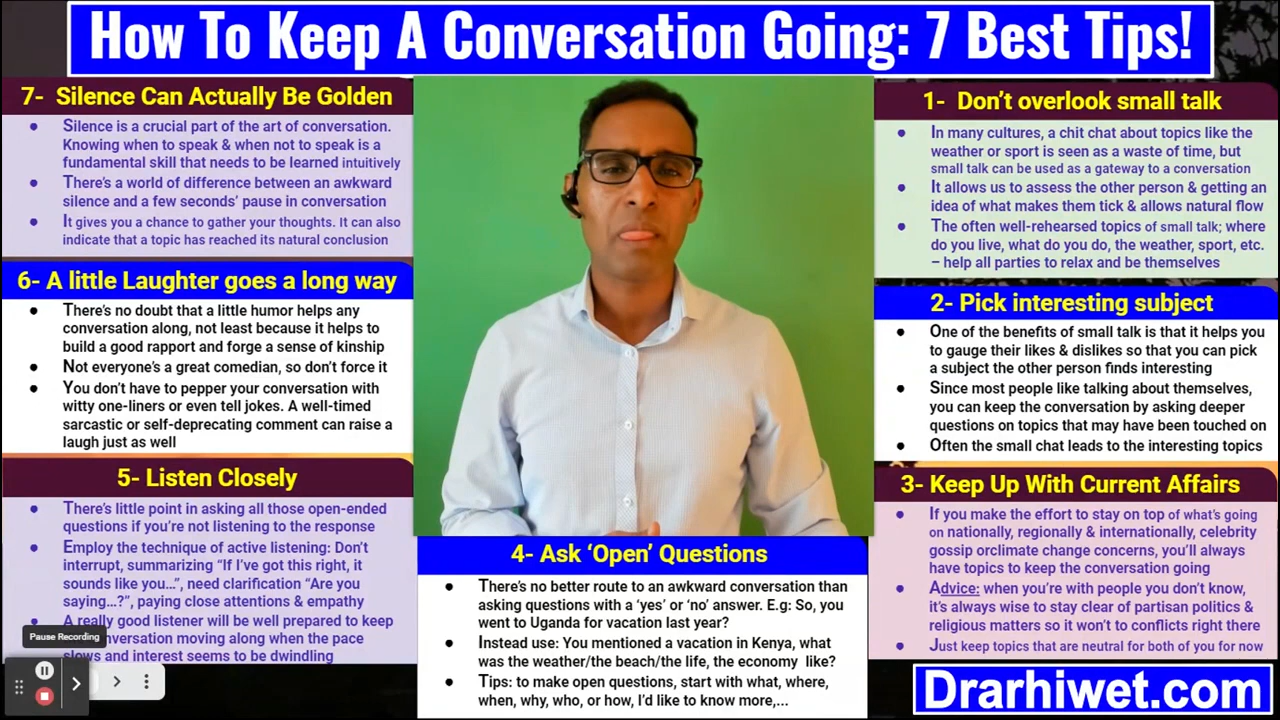 How To Keep A Conversation Going: 7 Best Tips!
7- Silence Can Actually Be Golden
● Silence is a crucial part of the art of conversation.
Knowing when to speak & when not to speak is a
fundamental skill that needs to be learned intuitively
● There's a world of difference between an awkward
silence and a few seconds' pause in conversation
● It gives you a chance to gather your thoughts. It can also
indicate that a topic has reached its natural conclusion
6- A little Laughter goes a long way
● There's no doubt that a little humor helps any
conversation along, not least because it helps to
build a good rapport and forge a sense of kinship
● Not everyone's a great comedian, so don't force it
● You don't have to pepper your conversation with
witty one-liners or even tell jokes. A well-timed
sarcastic or self-deprecating comment can raise a
laugh just as well
5- Listen Closely
● There's little point in asking all those open-ended
questions if you're not listening to the response
● Employ the technique of active listening: Don't
interrupt, summarizing "If I've got this right, it
sounds like you…", need clarification "Are you
saying…?", paying close attentions & empathy
● A really good listener will be well prepared to keep
nversation moving along when the pace
slows and interest seems to be dwindling
Pause Recording
4- Ask 'Open' Questions
● There's no better route to an awkward conversation than
asking questions with a 'yes' or 'no' answer. E.g: So, you
went to Uganda for vacation last year?
● Instead use: You mentioned a vacation in Kenya, what
was the weather/the beach/the life, the economy like?
● Tips: to make open questions, start with what, where,
when, why, who, or how, I'd like to know more,...
1- Don't overlook small talk
● In many cultures, a chit chat about topics like the
weather or sport is seen as a waste of time, but
small talk can be used as a gateway to a conversation
● It allows us to assess the other person & getting an
idea of what makes them tick & allows natural flow
● The often well-rehearsed topics of small talk; where
do you live, what do you do, the weather, sport, etc.
– help all parties to relax and be themselves
2- Pick interesting subject
● One of the benefits of small talk is that it helps you
to gauge their likes & dislikes so that you can pick
a subject the other person finds interesting
● Since most people like talking about themselves,
you can keep the conversation by asking deeper
questions on topics that may have been touched on
● Often the small chat leads to the interesting topics
3- Keep Up With Current Affairs
● If you make the effort to stay on top of what's going
on nationally, regionally & internationally, celebrity
gossip orclimate change concerns, you'll always
have topics to keep the conversation going
● Advice: when you're with people you don't know,
it's always wise to stay clear of partisan politics &
religious matters so it won't to conflicts right there
● Just keep topics that are neutral for both of you for now
Drarhiwet.com